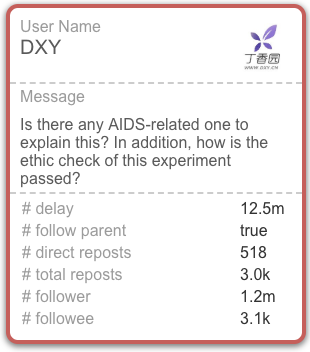 User Name
DXY
丁香园
WWW.DXY.CN
Message
Is there any AIDS-related one to
explain this? In addition, how is the
ethic check of this experiment
passed?
# delay 12.5m
# follow parent true
# direct reposts 518
# total reposts 3.0k
# follower 1.2m
# followee 3.1k